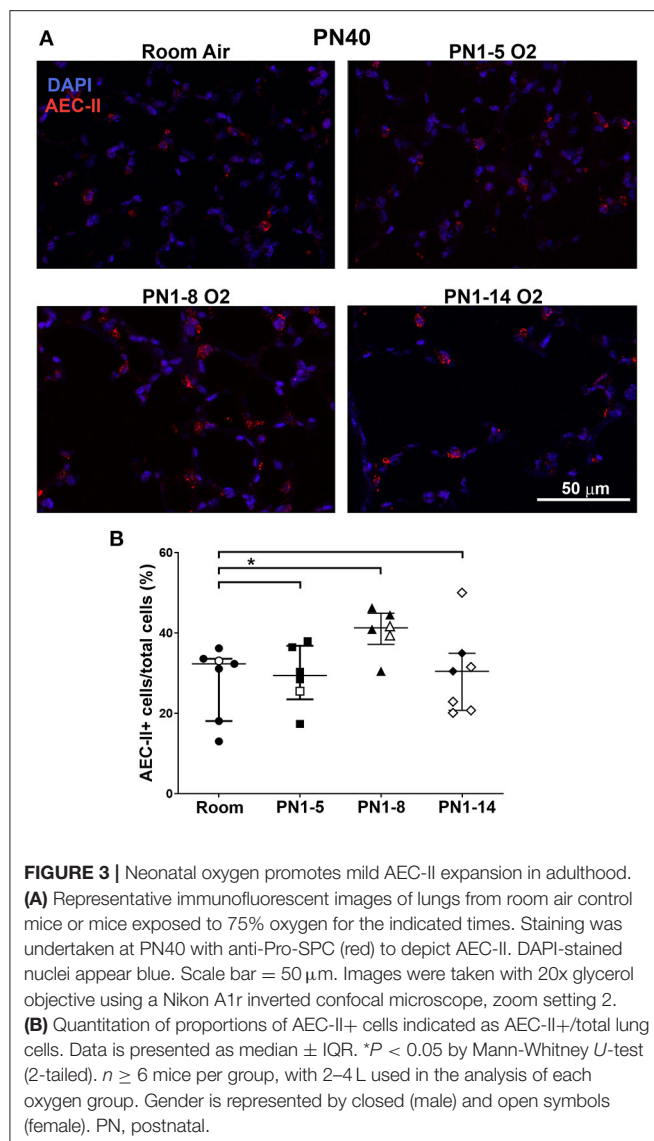 A
PN40
Room Air
PN1-5 O2
DAPI
AEC-II
PN1-8 O2
PN1-14 O2
50 µm
B
AEC-II+ cells/total cells (%)
60
40
20
0
*
Room
PN1-5
PN1-8
PN1-14
FIGURE 3 | Neonatal oxygen promotes mild AEC-II expansion in adulthood.
(A) Representative immunofluorescent images of lungs from room air control
mice or mice exposed to 75% oxygen for the indicated times. Staining was
undertaken at PN40 with anti-Pro-SPC (red) to depict AEC-II. DAPI-stained
nuclei appear blue. Scale bar = 50 µm. Images were taken with 20x glycerol
objective using a Nikon A1r inverted confocal microscope, zoom setting 2.
(B) Quantitation of proportions of AEC-II+ cells indicated as AEC-II+/total lung
cells. Data is presented as median ± IQR. *P < 0.05 by Mann-Whitney U-test
(2-tailed). n ≥ 6 mice per group, with 2–4 L used in the analysis of each
oxygen group. Gender is represented by closed (male) and open symbols
(female). PN, postnatal.